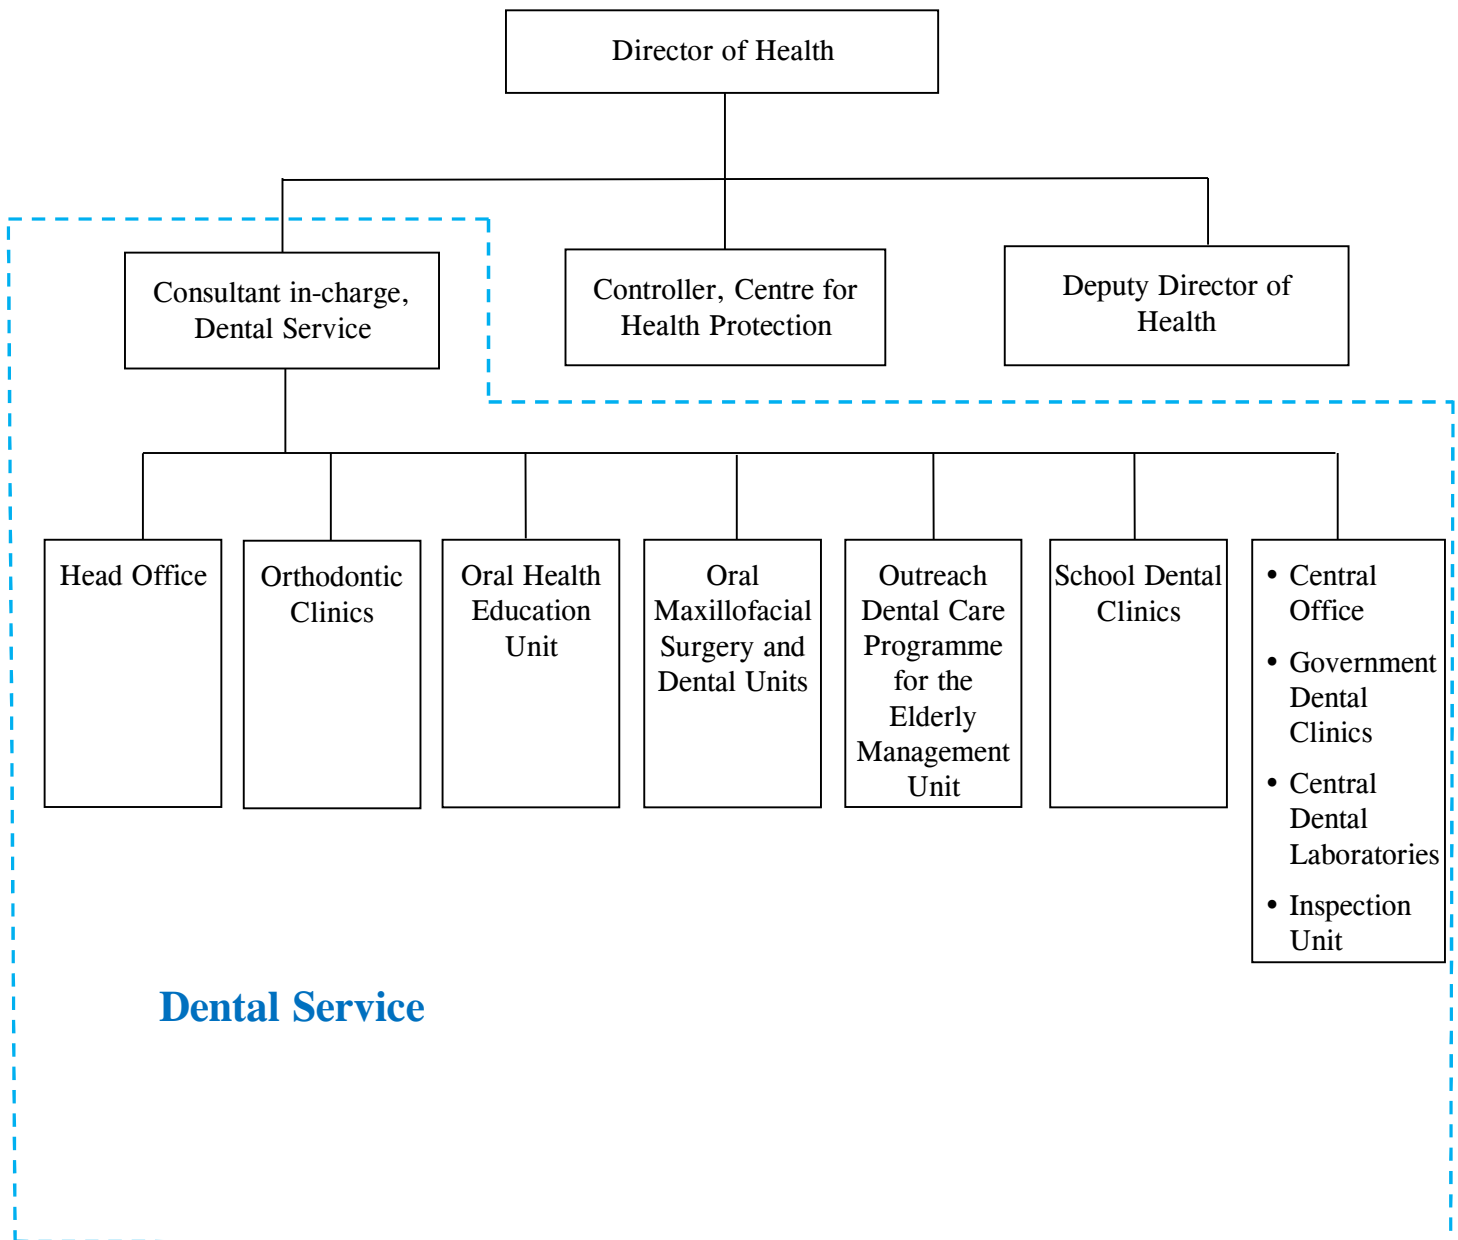 Director of Health
Consultant in-charge,
Dental Service
Controller, Centre for
Health Protection
Deputy Director of
Health
Head Office
Orthodontic
Clinics
Oral Health
Education
Unit
Oral
Maxillofacial
Surgery and
Dental Units
Outreach
Dental Care
Programme
for the
Elderly
Management
Unit
School Dental
Clinics
• Central
Office
• Government
Dental
Clinics
• Central
Dental
Laboratories
• Inspection
Unit
Dental Service